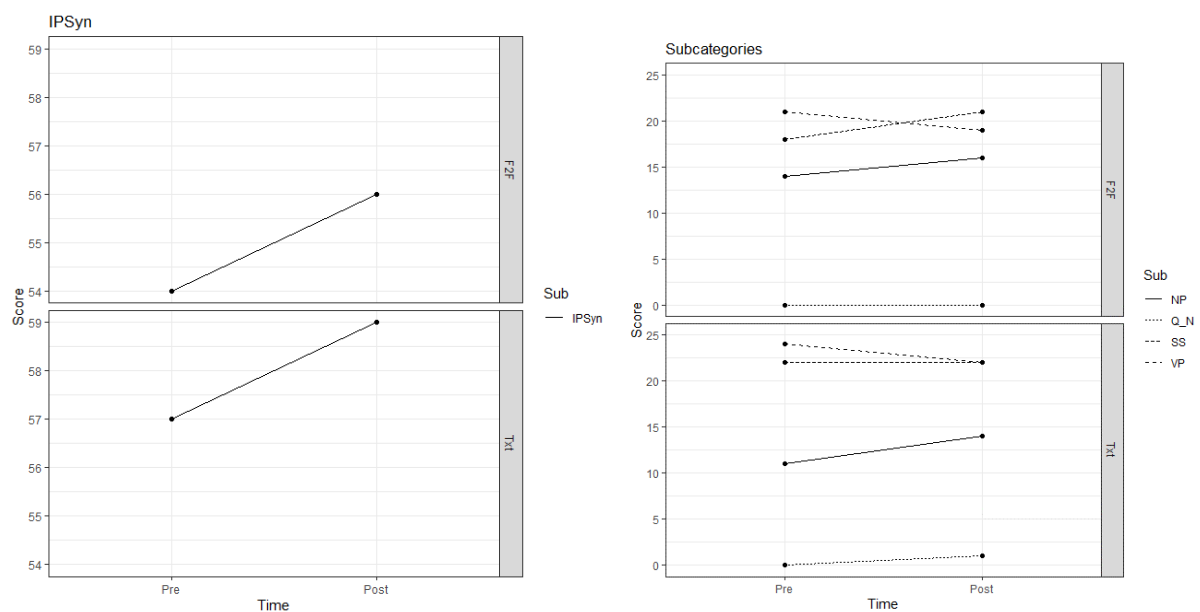 IPSyn
59
58
57
56
55
54
F2F
59
58
57
56
55
54
Txt
Score
Pre
Post
Time
Sub
IPSyn
Subcategories
25
20
15
10
5
0
F2F
25
20
15
10
5
0
Txt
Score
Pre
Post
Time
Sub
NP
Q_N
SS
VP